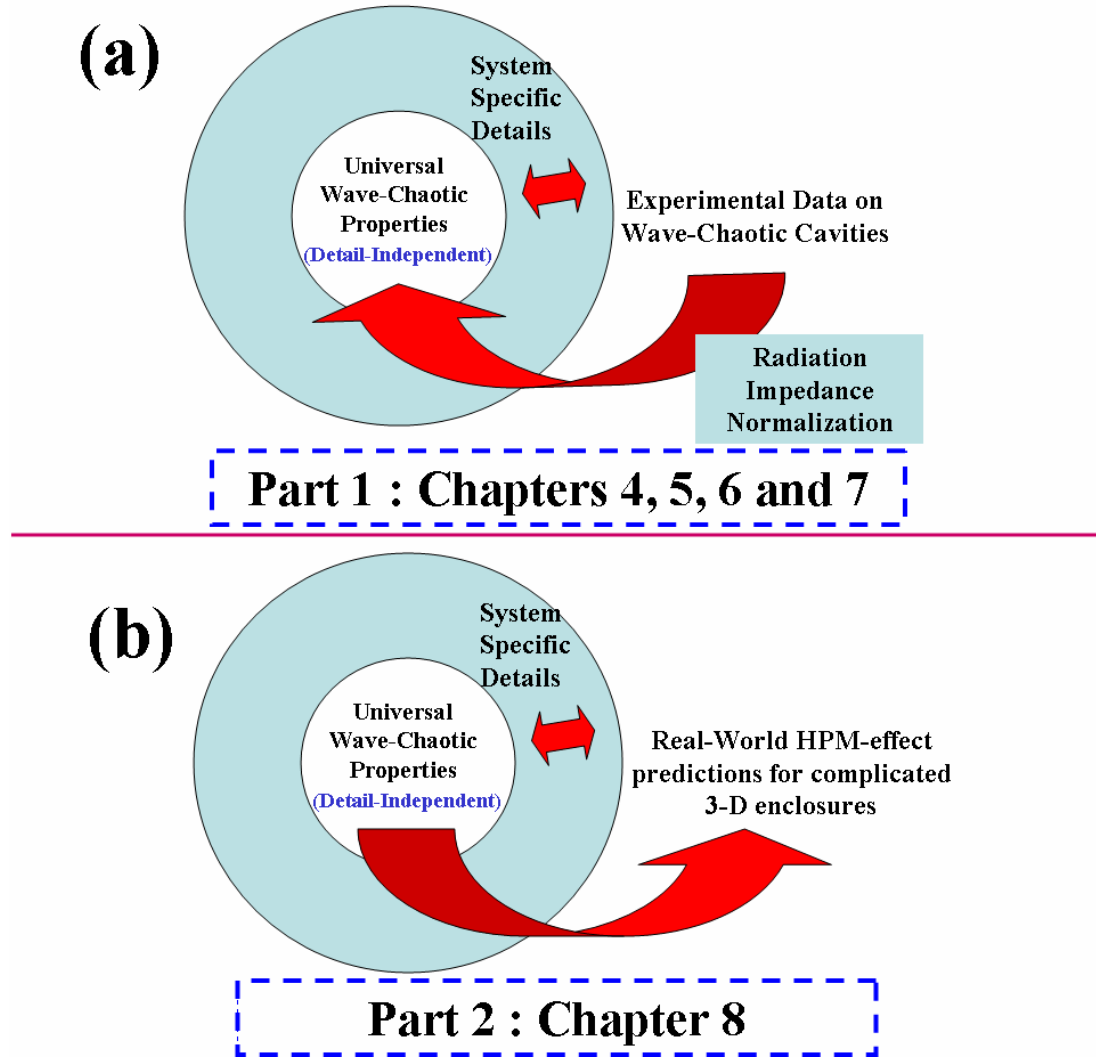 (a)
System
Specific
Details
Universal
Wave-Chaotic
Properties
(Detail-Independent)
Experimental Data on
Wave-Chaotic Cavities
Radiation
Impedance
Normalization
Part 1 : Chapters 4, 5, 6 and 7
(b)
System
Specific
Details
Universal
Wave-Chaotic
Properties
(Detail-Independent)
Real-World HPM-effect
predictions for complicated
3-D enclosures
Part 2 : Chapter 8